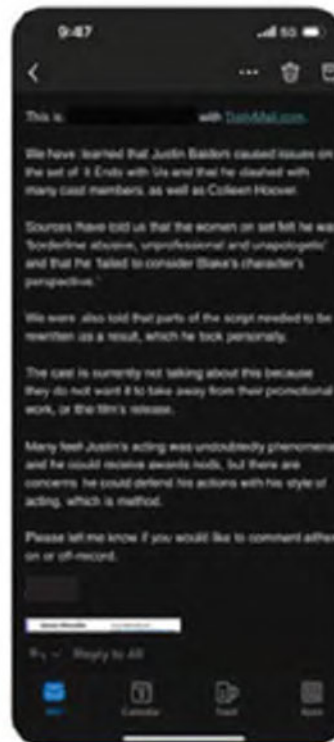 9:47
5G
This is with DailyMail.com.
We have learned that Justin Baldoni caused issues on
the set of It Ends with Us and that he clashed with
many cast members, as well as Colleen Hoover.
Sources have told us that the women on set felt he was
'borderline abusive, unprofessional and unapologetic'
and that he 'failed to consider Blake's character's
perspective.'
We were also told that parts of the script needed to be
rewritten as a result, which he took personally.
The cast is currently not talking about this because
they do not want it to take away from their promotional
work, or the film's release.
Many feel Justin's acting was undoubtedly phenomena
and he could receive awards nods, but there are
concerns he could defend his actions with his style of
acting, which is method.
Please let me know if you would like to comment either
on or off-record.
Reply to All
Calendar
Feed
Apps